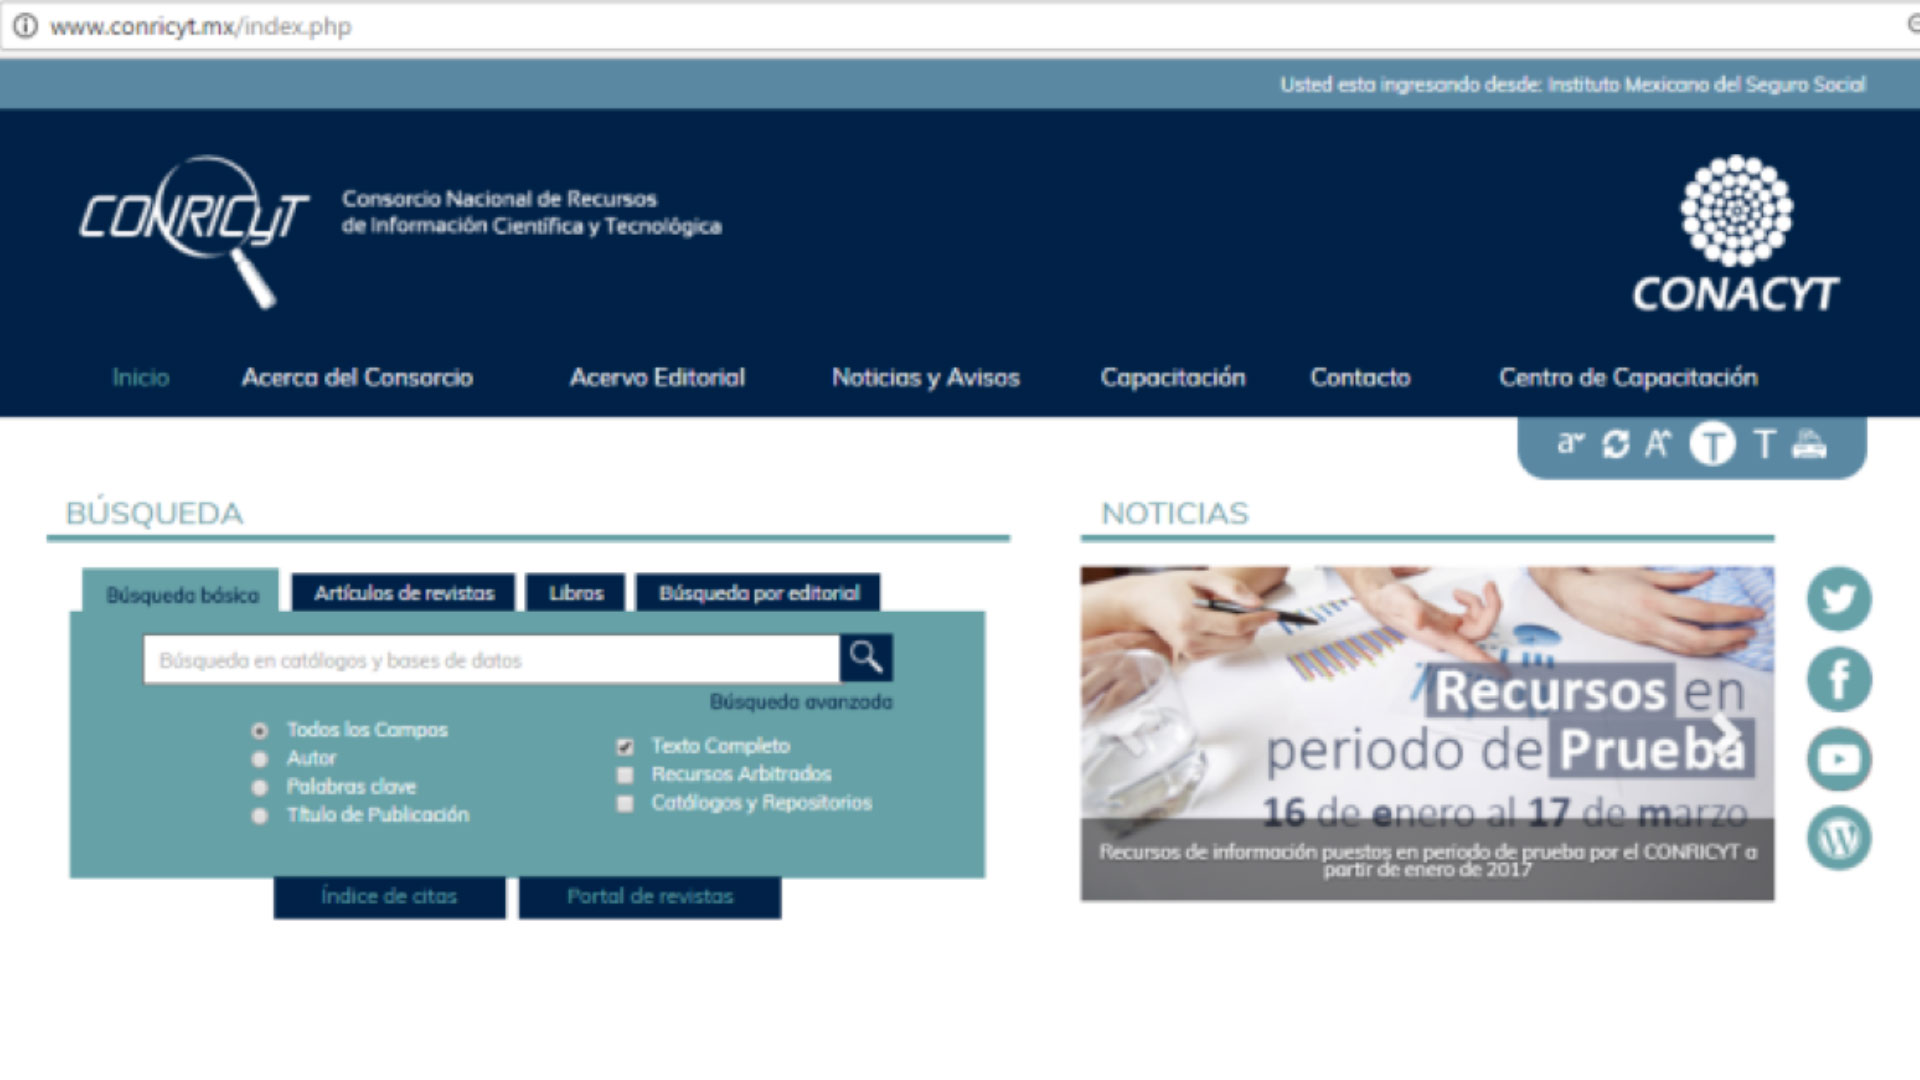 www.conricyt.mx/index.php
Usted esta ingresando desde: Instituto Mexicano del Seguro Social
CONRICyT
Consorcio Nacional de Recursos
de Información Científica y Tecnológica
CONACYT
Inicio
Acerca del Consorcio
Acervo Editorial
Noticias y Avisos
Capacitación
Contacto
Centro de Capacitación
a A T T
BÚSQUEDA
Búsqueda básica
Artículos de revistas
Libros
Búsqueda por editorial
Búsqueda en catálogos y bases de datos
Búsqueda avanzada
Todos los Campos
Autor
Palabras clave
Título de Publicación
Texto Completo
Recursos Arbitrados
Catálogos y Repositorios
Índice de citas
Portal de revistas
NOTICIAS
Recursos en
periodo de Prueba
16 de enero al 17 de marzo
Recursos de información puestos en periodo de prueba por el CONRICYT a
partir de enero de 2017